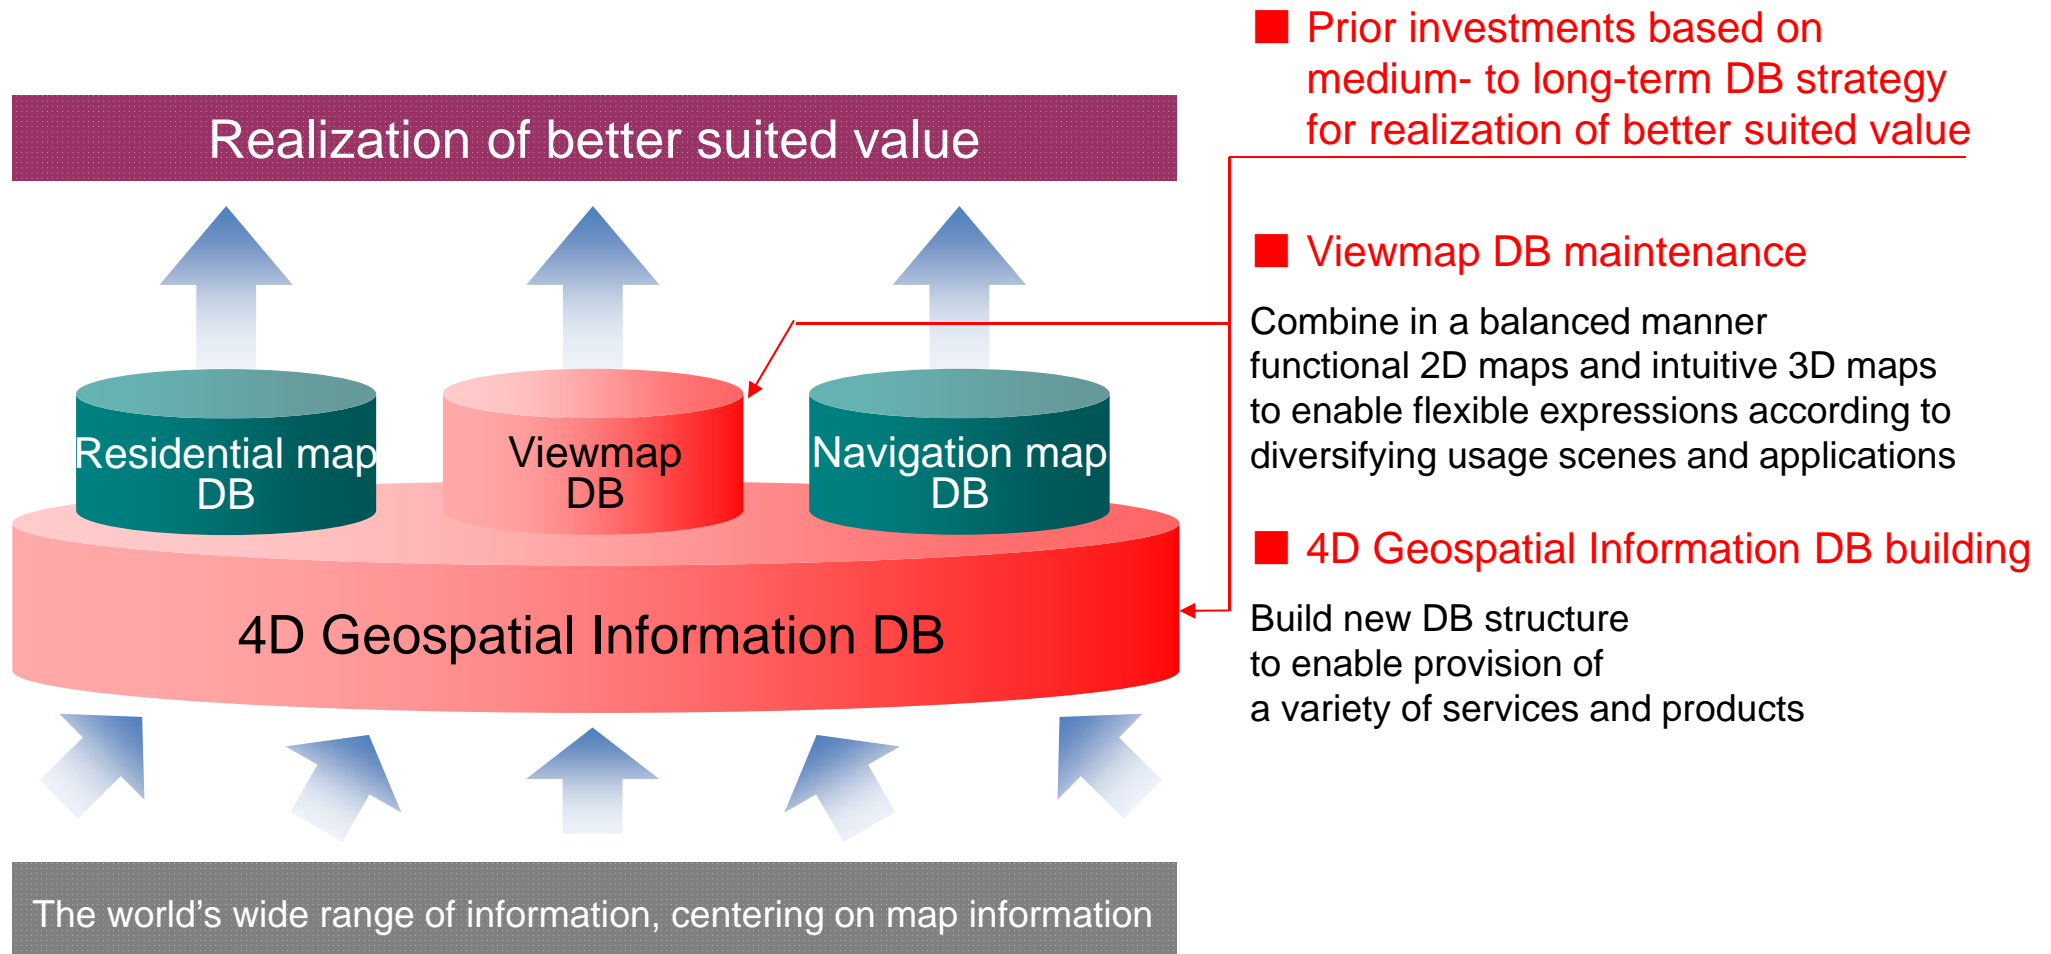 Realization of better suited value
Residential map
DB
Viewmap
DB
Navigation map
DB
4D Geospatial Information DB
The world’s wide range of information, centering on map information
Prior investments based on
medium- to long-term DB strategy
for realization of better suited value
Viewmap DB maintenance
Combine in a balanced manner
functional 2D maps and intuitive 3D maps
to enable flexible expressions according to
diversifying usage scenes and applications
4D Geospatial Information DB building
Build new DB structure
to enable provision of
a variety of services and products